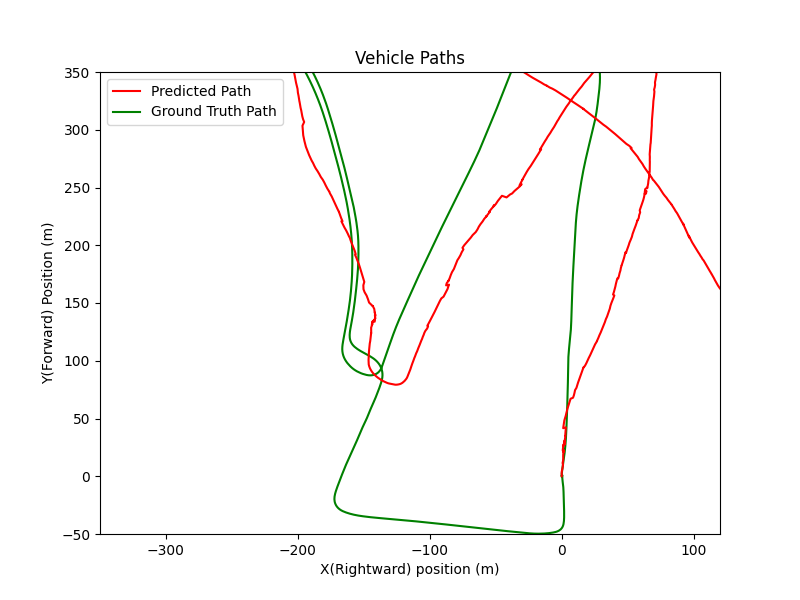 Vehicle Paths
Predicted Path
Ground Truth Path
Y(Forward) Position (m)
350
300
250
200
150
100
50
0
−50
−300
−200
−100
0
100
X(Rightward) position (m)